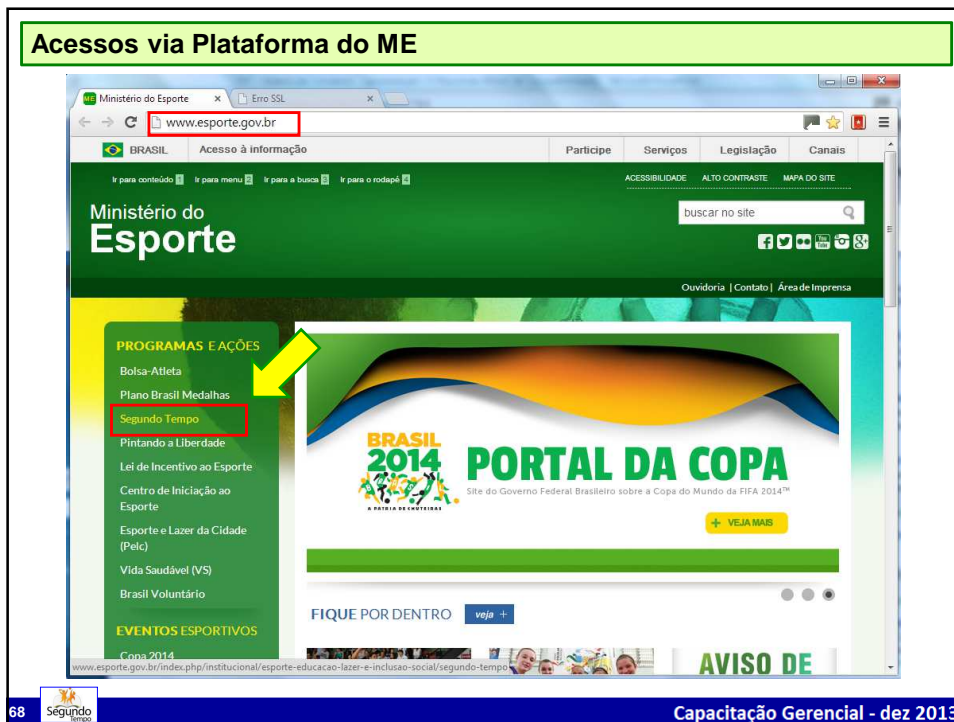 Acessos via Plataforma do ME
ME Ministério do Esporte x Erro SSL x
www.esporte.gov.br
BRASIL Acesso à informação Participe Serviços Legislação Canais
Ir para conteúdo 1 Ir para menu 2 Ir para a busca 3 Ir para o rodapé 4 ACESSIBILIDADE ALTO CONTRASTE MAPA DO SITE
Ministério do
Esporte
buscar no site
You Tube
Ouvidoria | Contato | Área de Imprensa
PROGRAMAS E AÇÕES
Bolsa-Atleta
Plano Brasil Medalhas
Segundo Tempo
Pintando a Liberdade
Lei de Incentivo ao Esporte
Centro de Iniciação ao
Esporte
Esporte e Lazer da Cidade
(Pelc)
Vida Saudável (VS)
Brasil Voluntário
EVENTOS ESPORTIVOS
Copa 2014
BRASIL
2014
A PÁTRIA DE CHUTEIRAS
PORTAL DA COPA
Site do Governo Federal Brasileiro sobre a Copa do Mundo da FIFA 2014™
+ VEJA MAIS
FIQUE POR DENTRO veja +
AVISO DE
www.esporte.gov.br/index.php/institucional/esporte-educacao-lazer-e-inclusao-social/segundo-tempo
68 Segundo Tempo Capacitação Gerencial - dez 2013